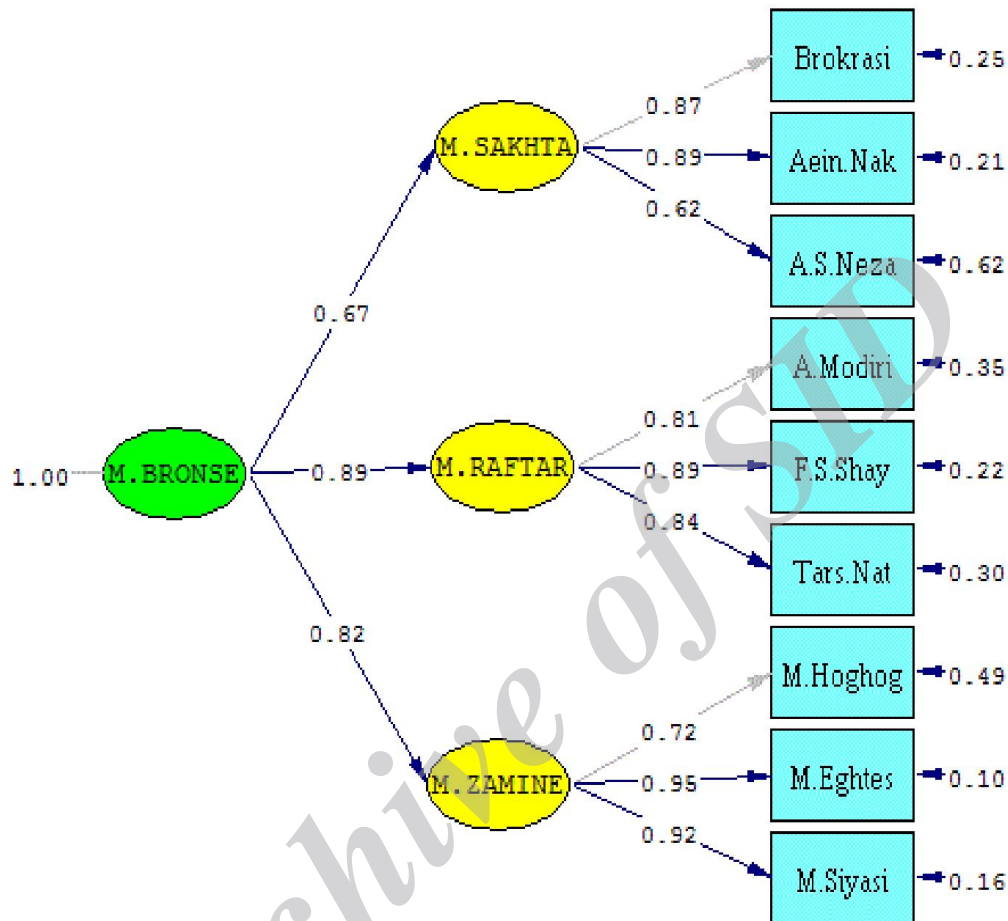 Brokrasi
0.25
0.87
M.SAKHTA
0.89
Aein.Nak
0.21
0.62
A.S.Neza
0.62
0.67
A.Modiri
0.35
0.81
1.00
M.BRONSE
0.89
M.RAFTAR
0.89
F.S.Shay
0.22
0.84
Tars.Nat
0.30
0.82
M.Hoghog
0.49
0.72
M.ZAMINE
0.95
M.Eghtes
0.10
0.92
M.Siyasi
0.16
chive of SID